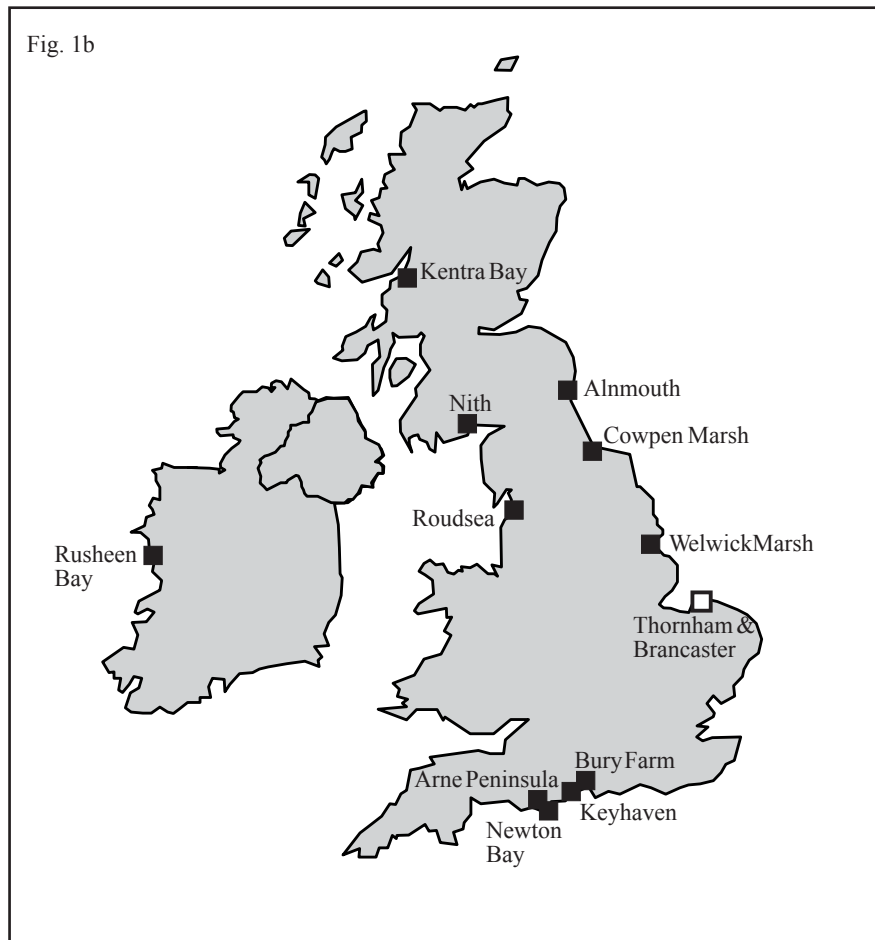 Fig. 1b
Kentra Bay
Alnmouth
Nith
Cowpen Marsh
Roudsea
Rusheen
Bay
WelwickMarsh
Thornham &
Brancaster
Bury Farm
Arne Peninsula
Keyhaven
Newton
Bay